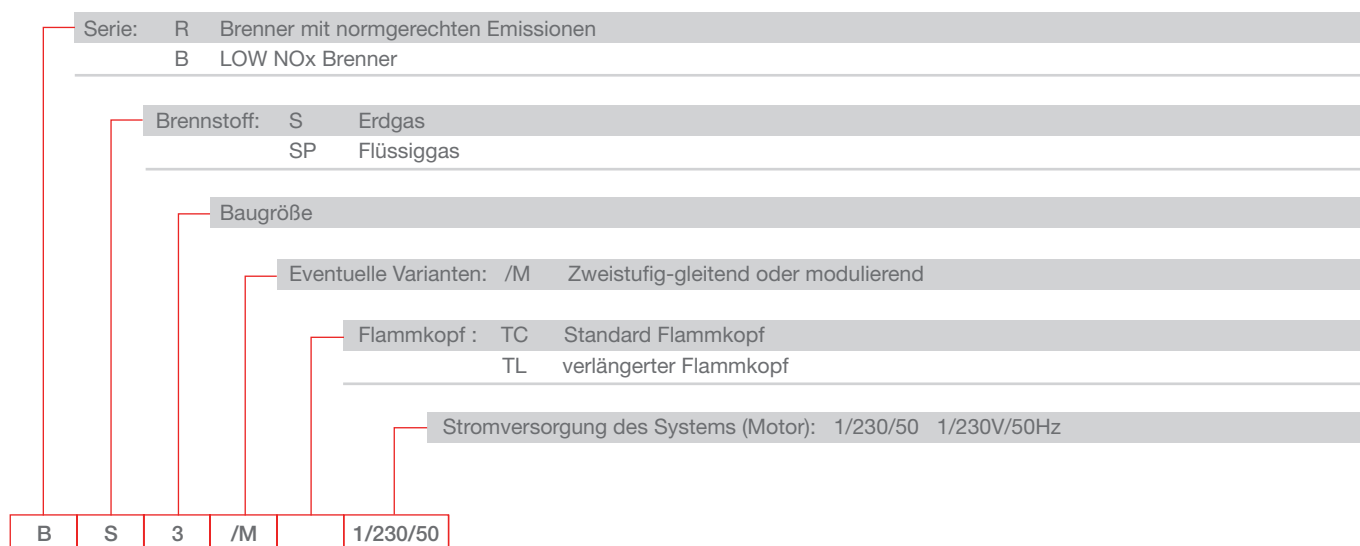 Serie: R Brenner mit normgerechten Emissionen
B LOW NOx Brenner
Brennstoff: S Erdgas
SP Flüssiggas
Baugröße
Eventuelle Varianten: /M Zweistufig-gleitend oder modulierend
Flammkopf : TC Standard Flammkopf
TL verlängerter Flammkopf
Stromversorgung des Systems (Motor): 1/230/50 1/230V/50Hz
B S 3 /M 1/230/50